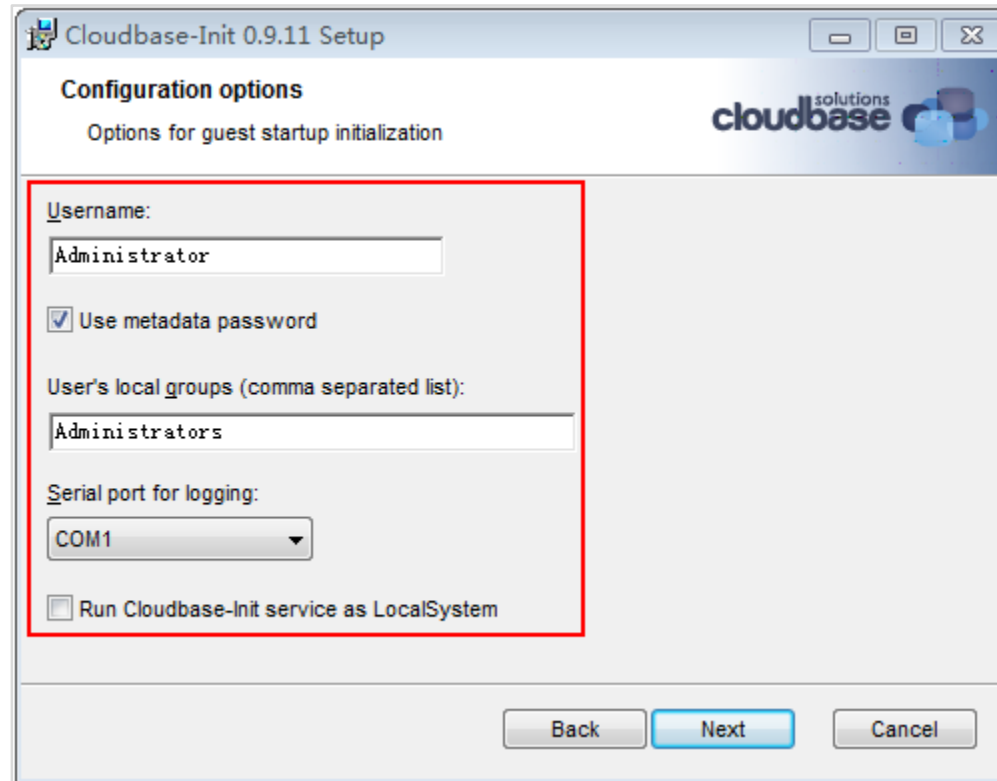 Cloudbase-Init 0.9.11 Setup
Configuration options
Options for guest startup initialization
cloudbase solutions
Username:
Administrator
Use metadata password
User's local groups (comma separated list):
Administrators
Serial port for logging:
COM1
Run Cloudbase-Init service as LocalSystem
Back Next Cancel